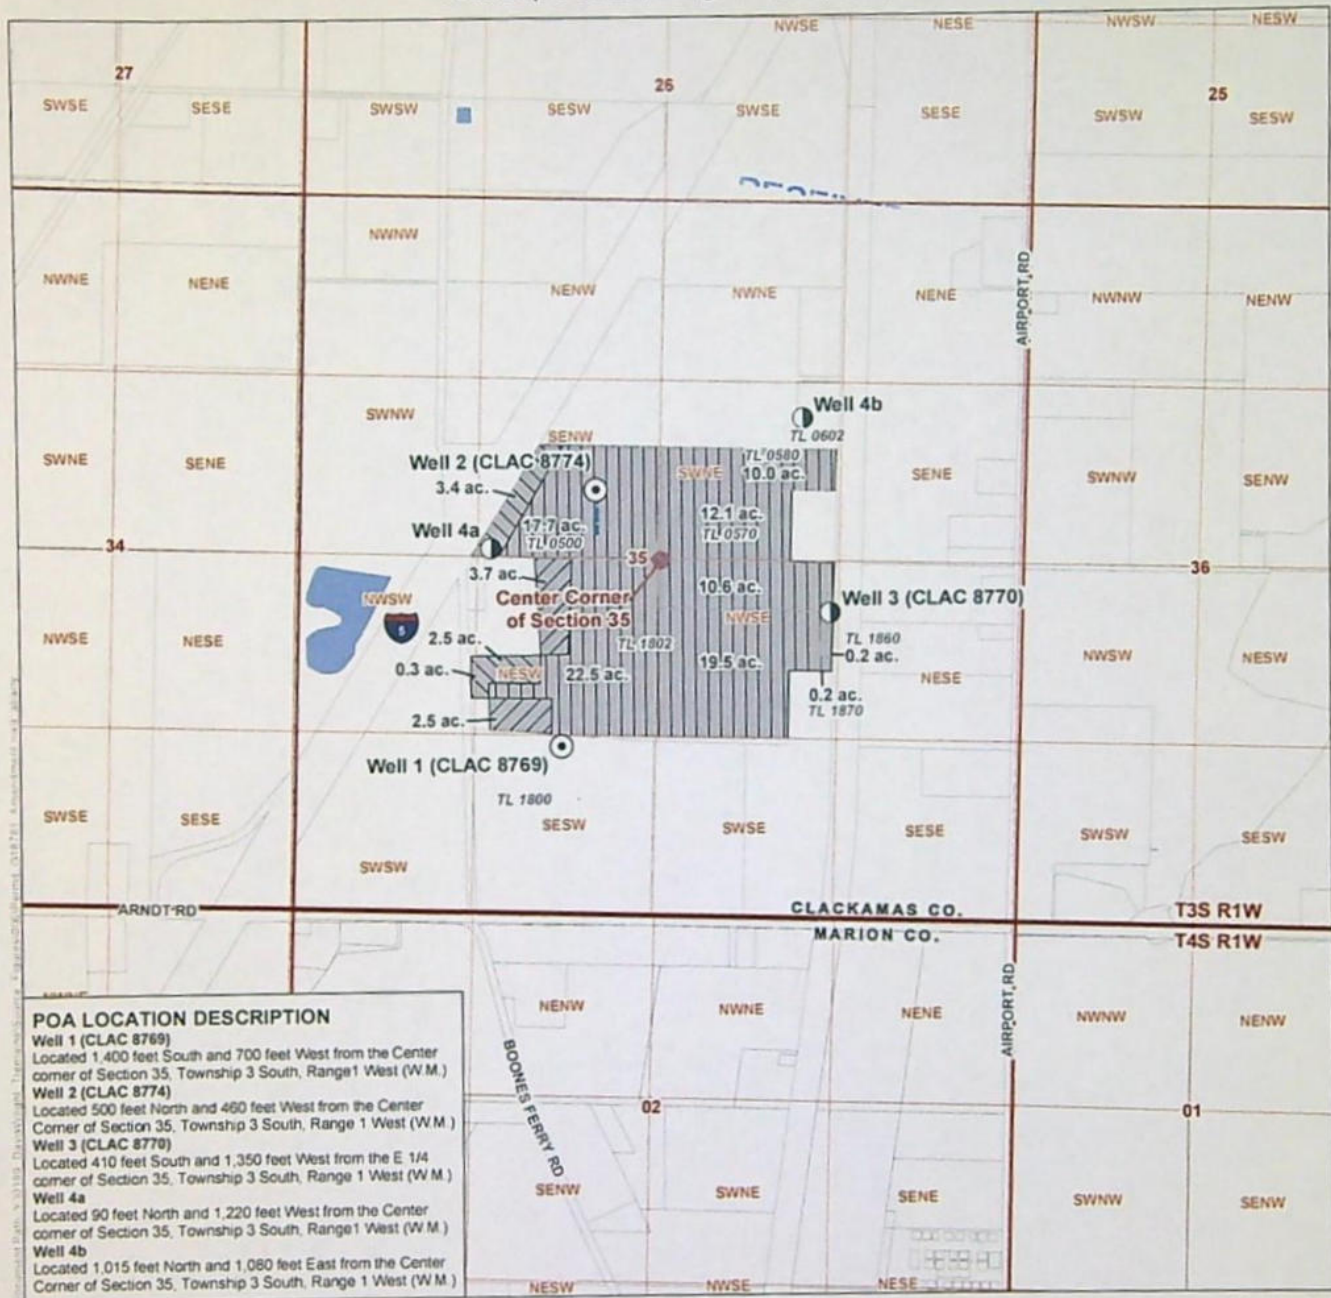 NWSE NESE NWSW NESW
27 26 25
SWSE SESE SWSW SESW SWSE SESE SWSW SESW
NWNW
NWNE NENE NENW NWNE NENE NWNW NENW
AIRPORT RD
SWNW SENW
Well 4b
TL 0602
SWNE SENE
Well 2 (CLAC 8774)
3.4 ac.
SWNE
TL 0580
10.0 ac.
SENE SWNW SENW
Well 4a
17.7 ac.
TL 0500
12.1 ac.
TL 0570
34 35 36
3.7 ac.
Center Corner
of Section 35
10.6 ac.
NWSW
5
NWSE
Well 3 (CLAC 8770)
NWSE NESE
2.5 ac.
TL 1802
TL 1860
0.2 ac.
NWSW NESW
0.3 ac.
NESW
22.5 ac.
19.5 ac.
NESE
0.2 ac.
TL 1870
2.5 ac.
Well 1 (CLAC 8769)
TL 1800
SWSE SESE SESW SWSE SESE SWSW SESW
SWSW
ARNDT RD
CLACKAMAS CO.
MARION CO.
T3S R1W
T4S R1W
AIRPORT RD
NENW NWNE NENE NWNW NENW
BOONES FERRY RD
02 01
SENW SWNE SENE SWNW SENW
NESW NWSE NESE
POA LOCATION DESCRIPTION
Well 1 (CLAC 8769)
Located 1,400 feet South and 700 feet West from the Center
corner of Section 35, Township 3 South, Range1 West (W.M.)
Well 2 (CLAC 8774)
Located 500 feet North and 460 feet West from the Center
Corner of Section 35, Township 3 South, Range 1 West (W.M.)
Well 3 (CLAC 8770)
Located 410 feet South and 1,350 feet West from the E 1/4
corner of Section 35, Township 3 South, Range 1 West (W.M.)
Well 4a
Located 90 feet North and 1,220 feet West from the Center
corner of Section 35, Township 3 South, Range1 West (W.M.)
Well 4b
Located 1,015 feet North and 1,080 feet East from the Center
Corner of Section 35, Township 3 South, Range 1 West (W.M.)